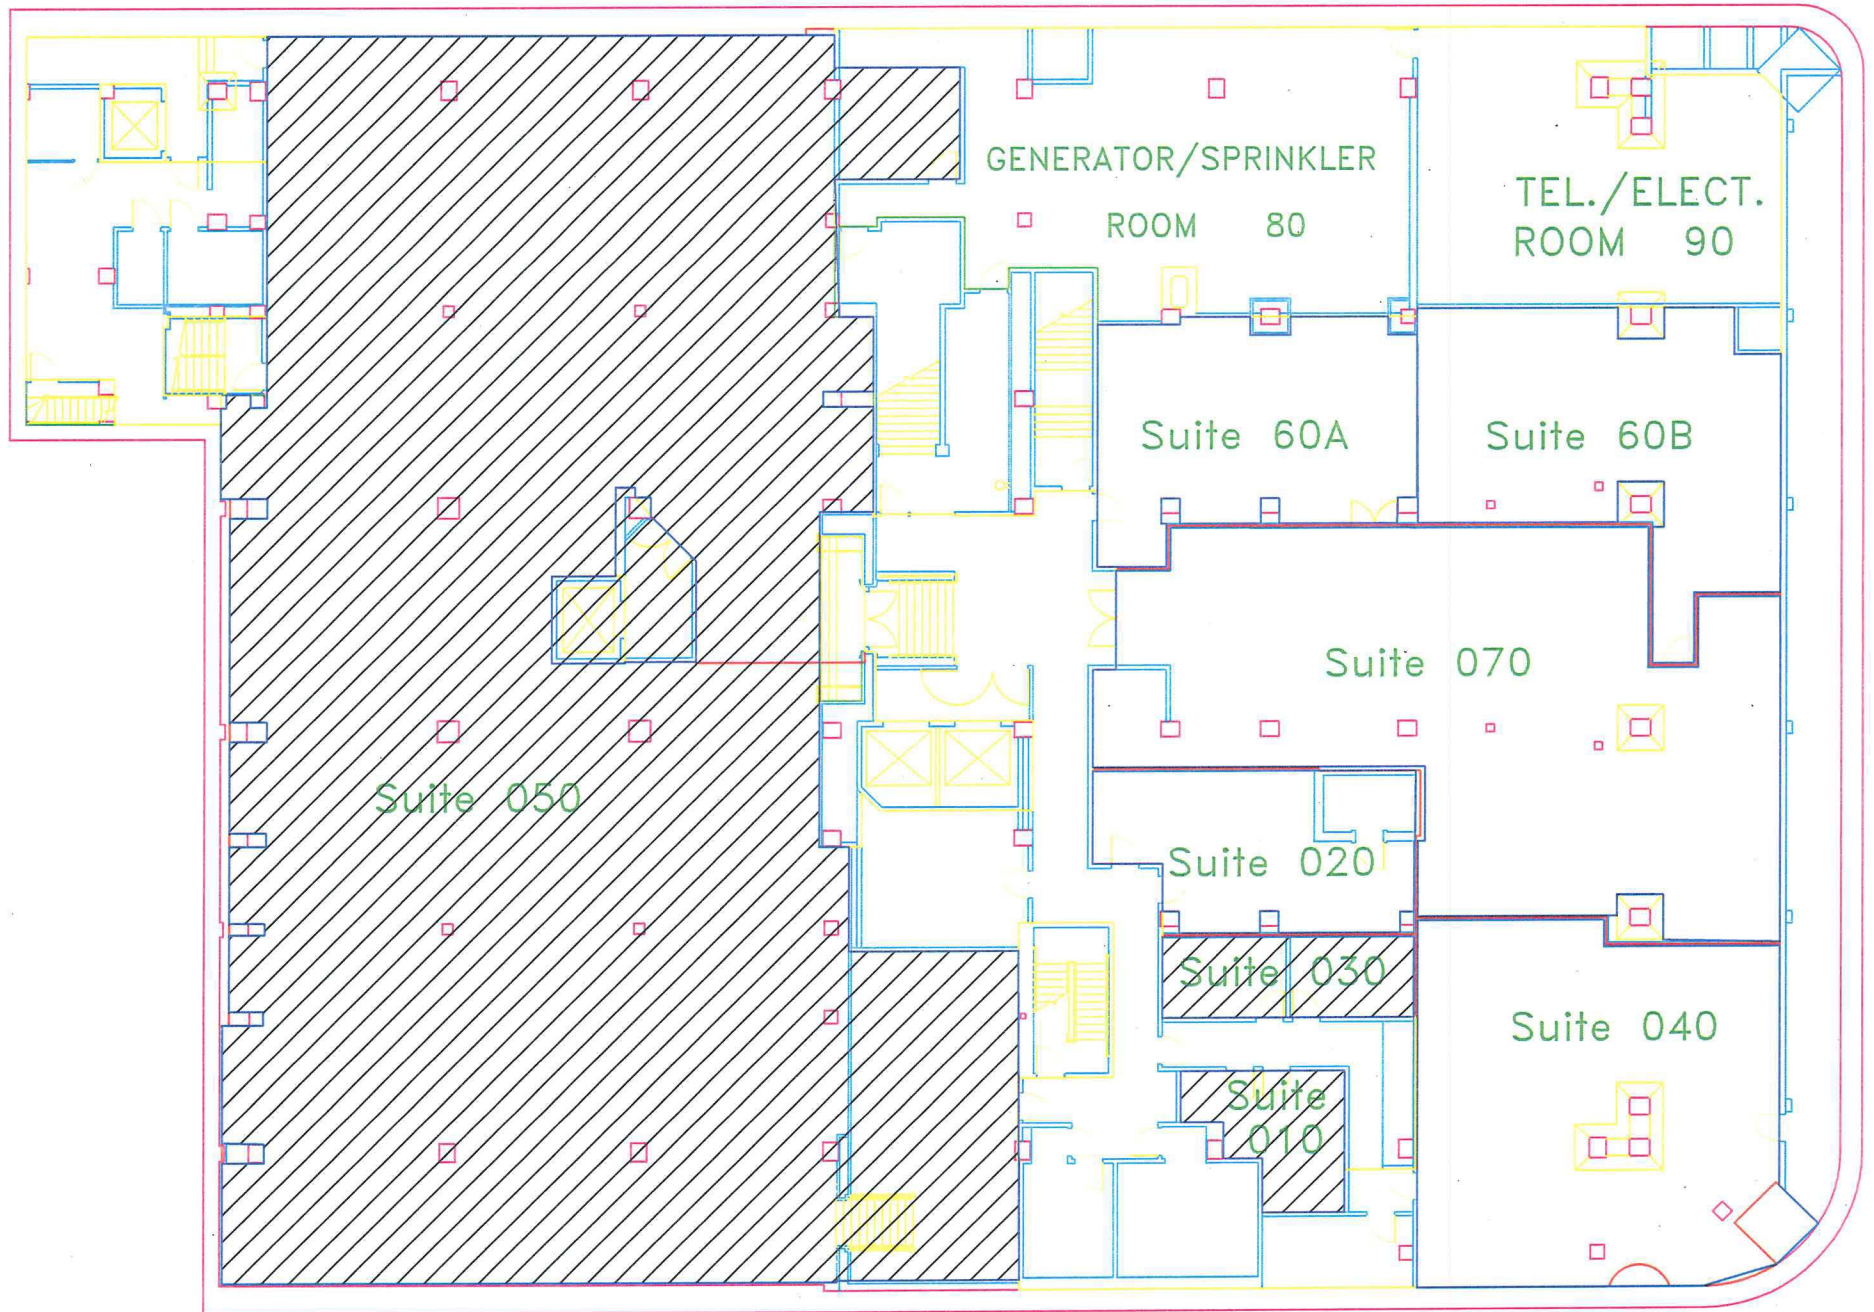 GENERATOR/SPRINKLER
ROOM 80
TEL./ELECT.
ROOM 90
Suite 60A
Suite 60B
Suite 070
Suite 050
Suite 020
Suite 030
Suite 040
Suite
010